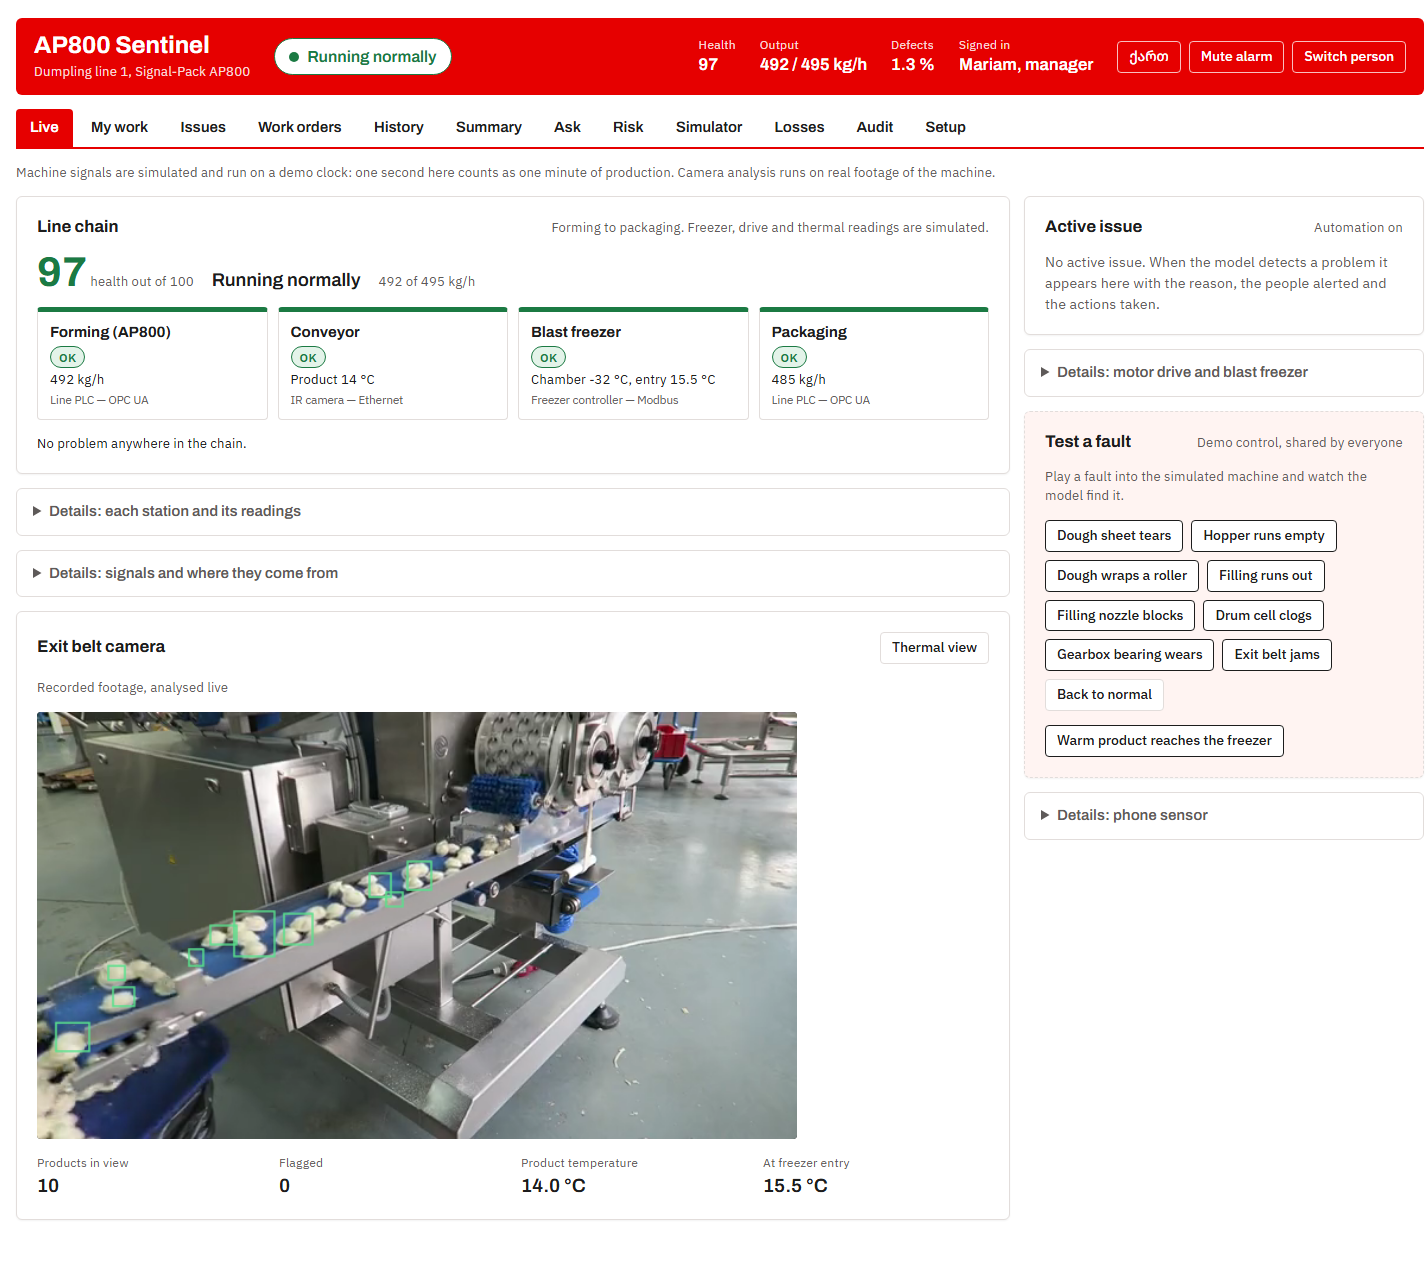 AP800 Sentinel
Dumpling line 1, Signal-Pack AP800
Running normally
Health
97
Output
492 / 495 kg/h
Defects
1.3 %
Signed in
Mariam, manager
ქართ
Mute alarm
Switch person
Live
My work
Issues
Work orders
History
Summary
Ask
Risk
Simulator
Losses
Audit
Setup
Machine signals are simulated and run on a demo clock: one second here counts as one minute of production. Camera analysis runs on real footage of the machine.
Line chain
Forming to packaging. Freezer, drive and thermal readings are simulated.
97 health out of 100
Running normally
492 of 495 kg/h
Forming (AP800)
OK
492 kg/h
Line PLC — OPC UA
Conveyor
OK
Product 14 °C
IR camera — Ethernet
Blast freezer
OK
Chamber -32 °C, entry 15.5 °C
Freezer controller — Modbus
Packaging
OK
485 kg/h
Line PLC — OPC UA
No problem anywhere in the chain.
Details: each station and its readings
Details: signals and where they come from
Exit belt camera
Thermal view
Recorded footage, analysed live
Products in view
10
Flagged
0
Product temperature
14.0 °C
At freezer entry
15.5 °C
Active issue
Automation on
No active issue. When the model detects a problem it
appears here with the reason, the people alerted and
the actions taken.
Details: motor drive and blast freezer
Test a fault
Demo control, shared by everyone
Play a fault into the simulated machine and watch the
model find it.
Dough sheet tears
Hopper runs empty
Dough wraps a roller
Filling runs out
Filling nozzle blocks
Drum cell clogs
Gearbox bearing wears
Exit belt jams
Back to normal
Warm product reaches the freezer
Details: phone sensor